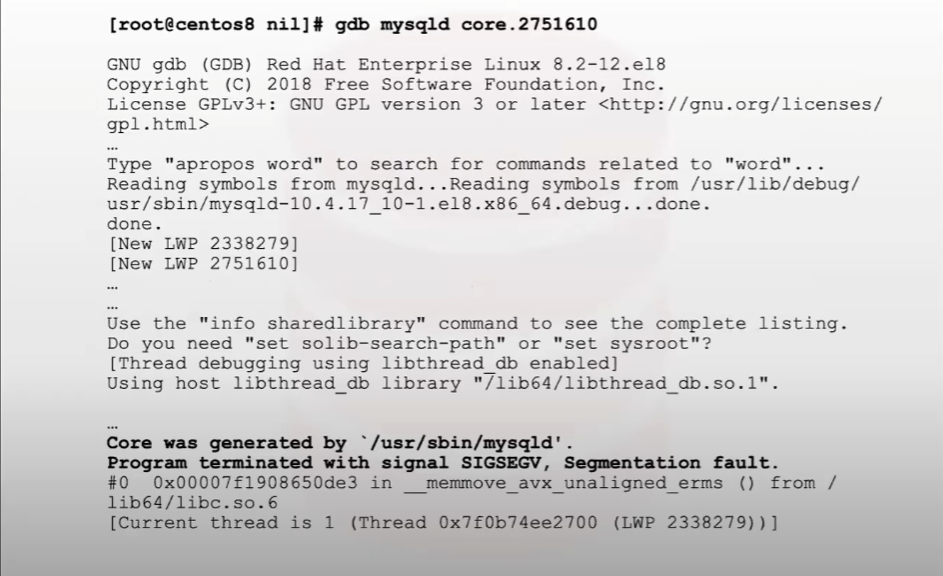 [root@centos8 nil]# gdb mysqld core.2751610
GNU gdb (GDB) Red Hat Enterprise Linux 8.2-12.el8
Copyright (C) 2018 Free Software Foundation, Inc.
License GPLv3+: GNU GPL version 3 or later <http://gnu.org/licenses/
gpl.html>
…
Type "apropos word" to search for commands related to "word"...
Reading symbols from mysqld...Reading symbols from /usr/lib/debug/
usr/sbin/mysqld-10.4.17_10-1.el8.x86_64.debug...done.
done.
[New LWP 2338279]
[New LWP 2751610]
…
…
Use the "info sharedlibrary" command to see the complete listing.
Do you need "set solib-search-path" or "set sysroot"?
[Thread debugging using libthread_db enabled]
Using host libthread_db library "/lib64/libthread_db.so.1".
…
Core was generated by `/usr/sbin/mysqld'.
Program terminated with signal SIGSEGV, Segmentation fault.
#0  0x00007f1908650de3 in __memmove_avx_unaligned_erms () from /
lib64/libc.so.6
[Current thread is 1 (Thread 0x7f0b74ee2700 (LWP 2338279))]